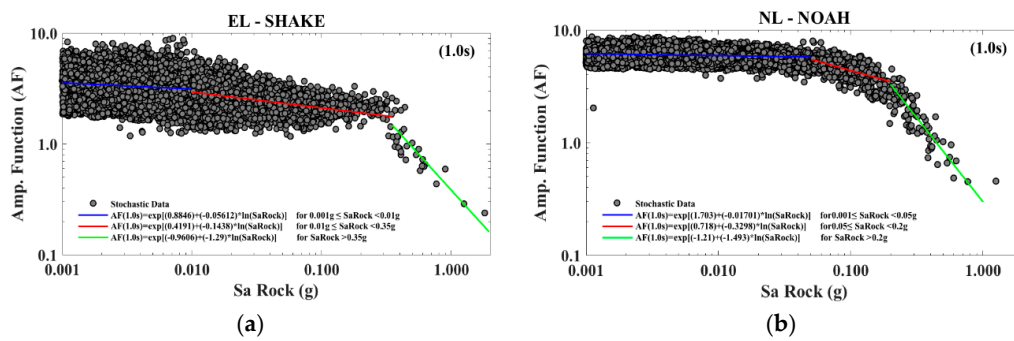 EL - SHAKE
10.0
1.0
0.1
Amp. Function (AF)
(1.0s)
Stochastic Data
AF(1.0s)=exp[(0.8846)+(-0.05612)*ln(SaRock)] for 0.001g ≤ SaRock <0.01g
AF(1.0s)=exp[(0.4191)+(-0.1438)*ln(SaRock)] for 0.01g ≤ SaRock <0.35g
AF(1.0s)=exp(-0.9606)+(-1.29)*ln(SaRock)] for SaRock >0.35g
0.001 0.010 0.100 1.000
Sa Rock (g)
(a)
NL - NOAH
10.0
1.0
0.1
Amp. Function (AF)
(1.0s)
Stochastic Data
AF(1.0s)=exp[(1.703)+(-0.01701)*ln(SaRock)] for0.001≤ SaRock <0.05g
AF(1.0s)=exp[(0.718)+(-0.3298)*ln(SaRock)] for0.05≤ SaRock <0.2g
AF(1.0s)=exp[(-1.21)+(-1.493)*ln(SaRock)] for SaRock >0.2g
0.001 0.010 0.100 1.000
Sa Rock (g)
(b)